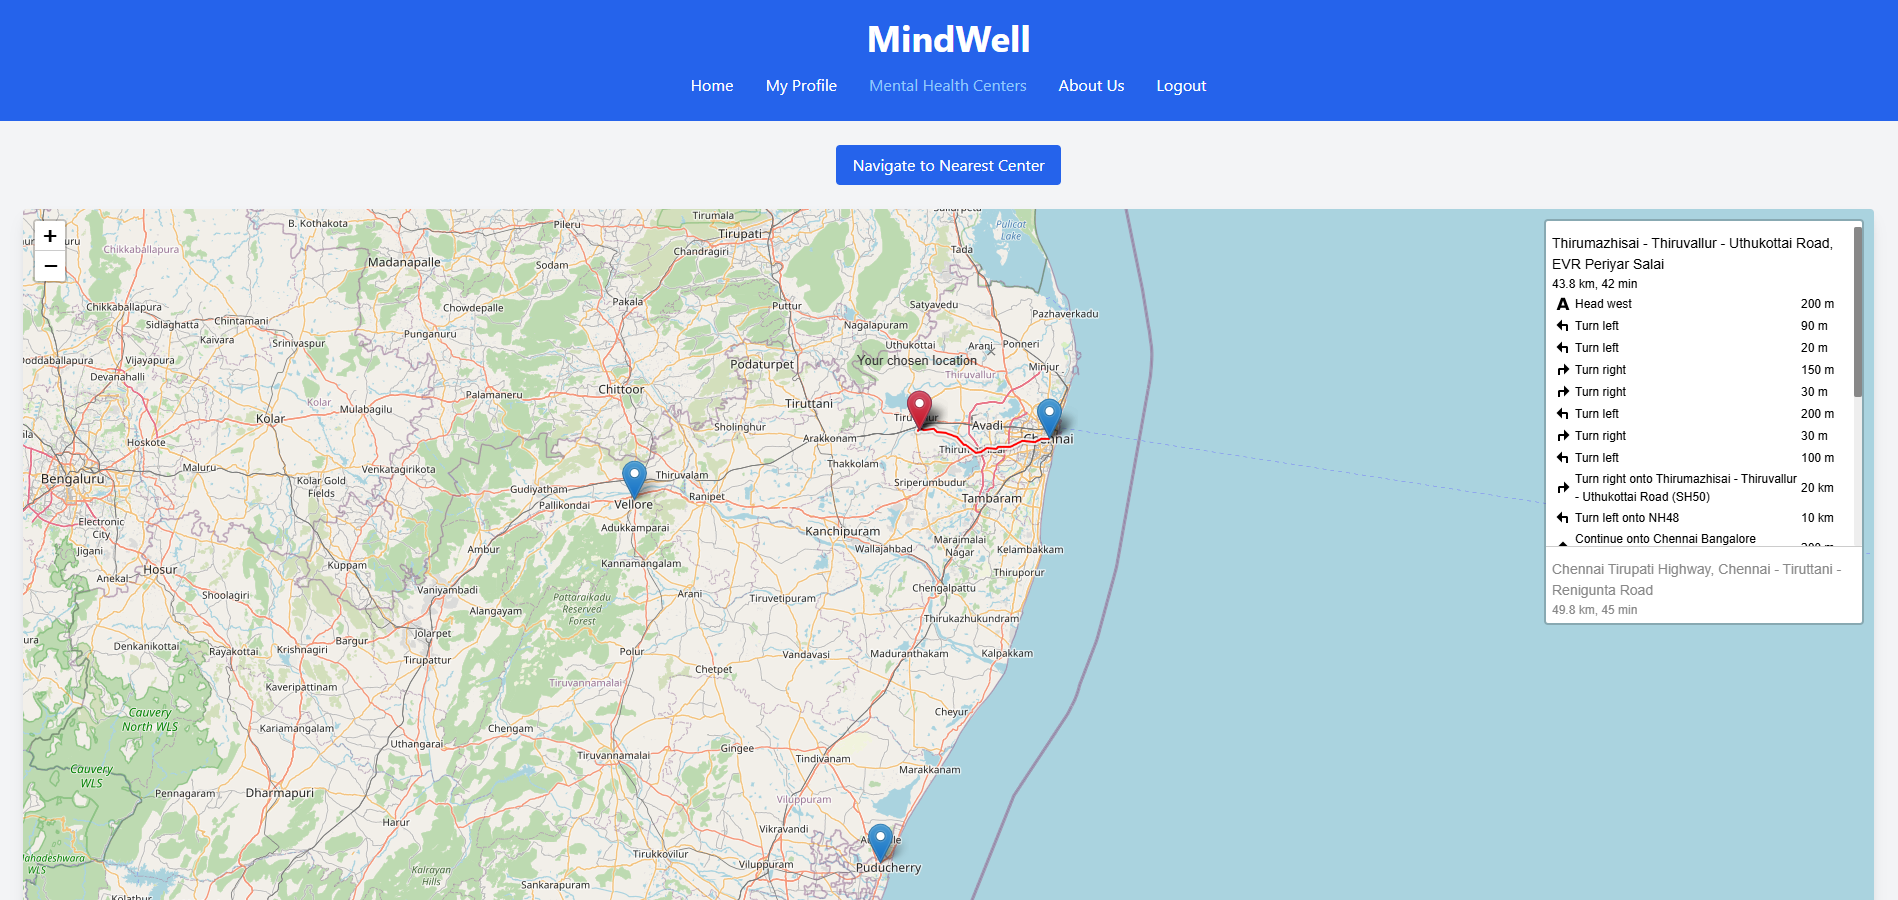 MindWell
Home My Profile Mental Health Centers About Us Logout
Navigate to Nearest Center
+
−
Thirumazhisai - Thiruvallur - Uthukottai Road,
EVR Periyar Salai
43.8 km, 42 min
Head west 200 m
Turn left 90 m
Turn left 20 m
Turn right 150 m
Turn right 30 m
Turn left 200 m
Turn right 30 m
Turn left 100 m
Turn right onto Thirumazhisai - Thiruvallur
- Uthukottai Road (SH50) 20 km
Turn left onto NH48 10 km
Continue onto Chennai Bangalore
Chennai Tirupati Highway, Chennai - Tiruttani -
Renigunta Road
49.8 km, 45 min
B. Kothakota
Pileru
Tirumala
Tirupati
Pulicat
Lake
Chikkaballapura
Madanapalle
Sodam
Chandragiri
Tada
Chikkaballapura
Chowdepalle
Pakala
Puttur
Satyavedu
Pazhaverkadu
Sidlaghatta
Chintamani
Kaivara
Srinivaspur
Punganuru
Nagalapuram
Uthukottai
Arani
Ponneri
Your chosen location
×
Doddaballapura
Vijayapura
Devanahalli
Podaturpet
Thiruvallur
Minjur
Chittoor
Palamaneru
Kolar
Kolar
Mulabagilu
Tiruttani
Sholinghur
Avadi
Chennai
Hoskote
Arakkonam
Maluru
Venkatagirikota
Thakkolam
Bengaluru
Kolar Gold
Fields
Gudiyatham
Thiruvalam
Sriperumbudur
Pallikondai
Ranipet
Tambaram
Vellore
Electronic
City
Adukkamparai
Kanchipuram
Jigani
Ambur
Wallajahbad
Maraimalai
Nagar
Kelambakkam
Hosur
Kuppam
Kannamangalam
Thiruporur
Anekal
Shoolagiri
Vaniyambadi
Pattaraikadu
Reserved
Forest
Arani
Tiruvetipuram
Chengalpattu
Alangayam
Thirukazhukundram
Bargur
Jolarpet
Denkanikottai
Rayakottai
Krishnagiri
Tirupattur
Polur
Vandavasi
Maduranthakam
Kalpakkam
Chetpet
Kaveripattinam
Tiruvannamalai
Cauvery
North WLS
Cheyur
Kariamangalam
Chengam
Uthangarai
Tiruvannamalai
Gingee
Tindivanam
Cauvery
WLS
Marakkanam
Pennagaram
Dharmapuri
Viluppuram
Harur
Vikravandi
Tirukkovilur
Viluppuram
Puducherry
Kalrayan
Hills
Sankarapuram